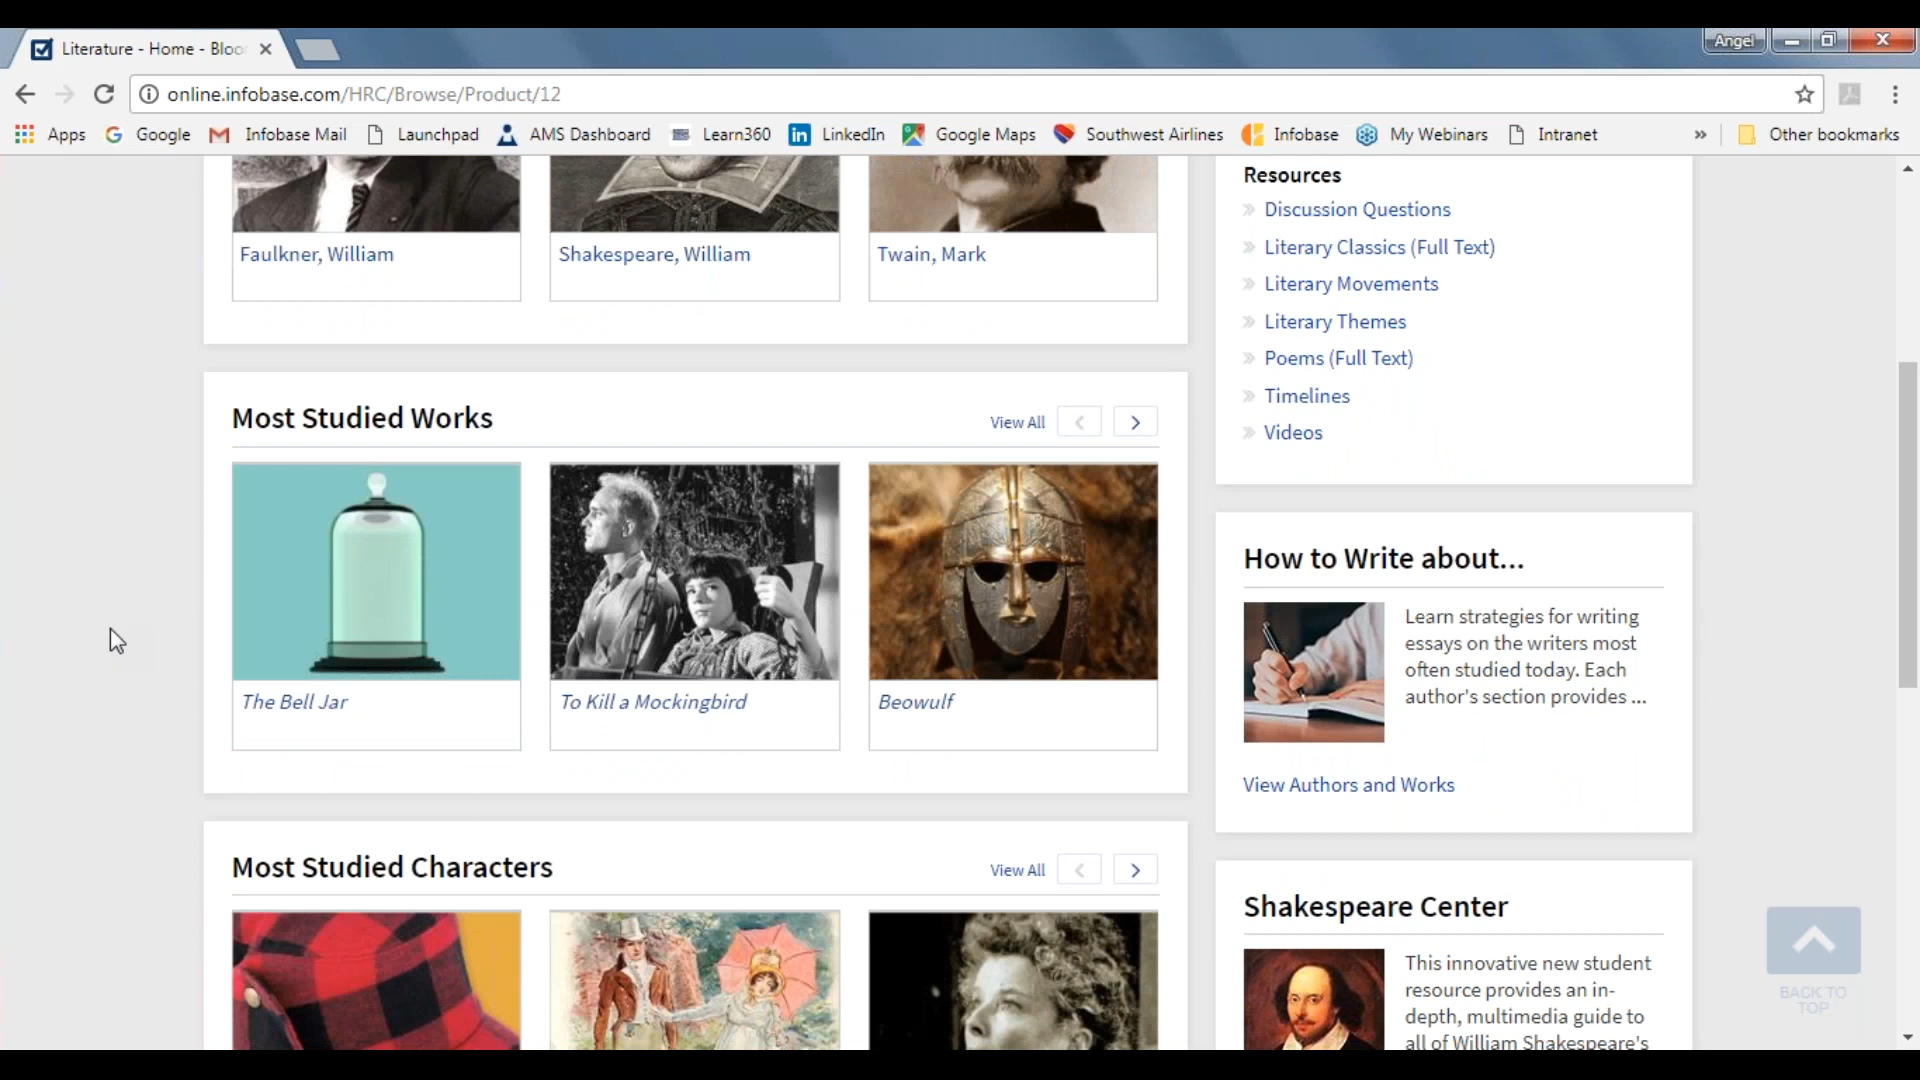 Literature - Home - Bloo
Angel
online.infobase.com/HRC/Browse/Product/12
Apps Google Infobase Mail Launchpad AMS Dashboard Learn360 LinkedIn Google Maps Southwest Airlines Infobase My Webinars Intranet » Other bookmarks
Faulkner, William
Shakespeare, William
Twain, Mark
Most Studied Works
View All
The Bell Jar
To Kill a Mockingbird
Beowulf
Most Studied Characters
View All
Resources
Discussion Questions
Literary Classics (Full Text)
Literary Movements
Literary Themes
Poems (Full Text)
Timelines
Videos
How to Write about...
Learn strategies for writing
essays on the writers most
often studied today. Each
author's section provides ...
View Authors and Works
Shakespeare Center
This innovative new student
resource provides an in-
depth, multimedia guide to
all of William Shakespeare's
BACK TO
TOP